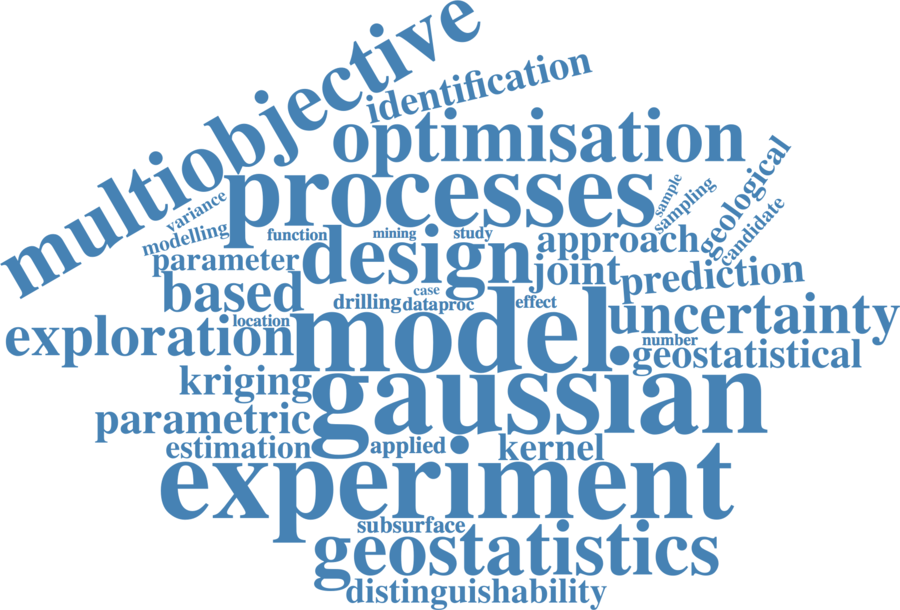 multiobjective
identification
optimisation
processes
variance
modelling
function
mining
study
sample
sampling
geological
candidate
parameter
design
approach
joint
prediction
based
drilling
case
dataproc
effect
uncertainty
exploration
location
model
number
geostatistical
kriging
gaussian
parametric
estimation
applied
kernel
experiment
subsurface
geostatistics
distinguishability